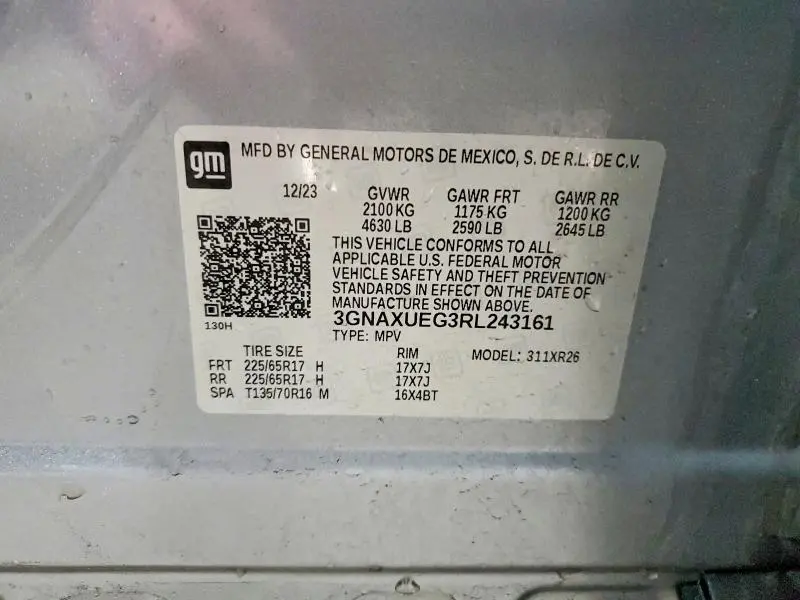 gm
MFD BY GENERAL MOTORS DE MEXICO, S. DE R.L. DE C.V.
12/23 GVWR GAWR FRT GAWR RR
2100 KG 1175 KG 1200 KG
4630 LB 2590 LB 2645 LB
THIS VEHICLE CONFORMS TO ALL
APPLICABLE U.S. FEDERAL MOTOR
VEHICLE SAFETY AND THEFT PREVENTION
STANDARDS IN EFFECT ON THE DATE OF
MANUFACTURE SHOWN ABOVE.
130H
3GNAXUEG3RL243161
TYPE: MPV
TIRE SIZE RIM MODEL: 311XR26
FRT 225/65R17 H 17X7J
RR 225/65R17 H 17X7J
SPA T135/70R16 M 16X4BT